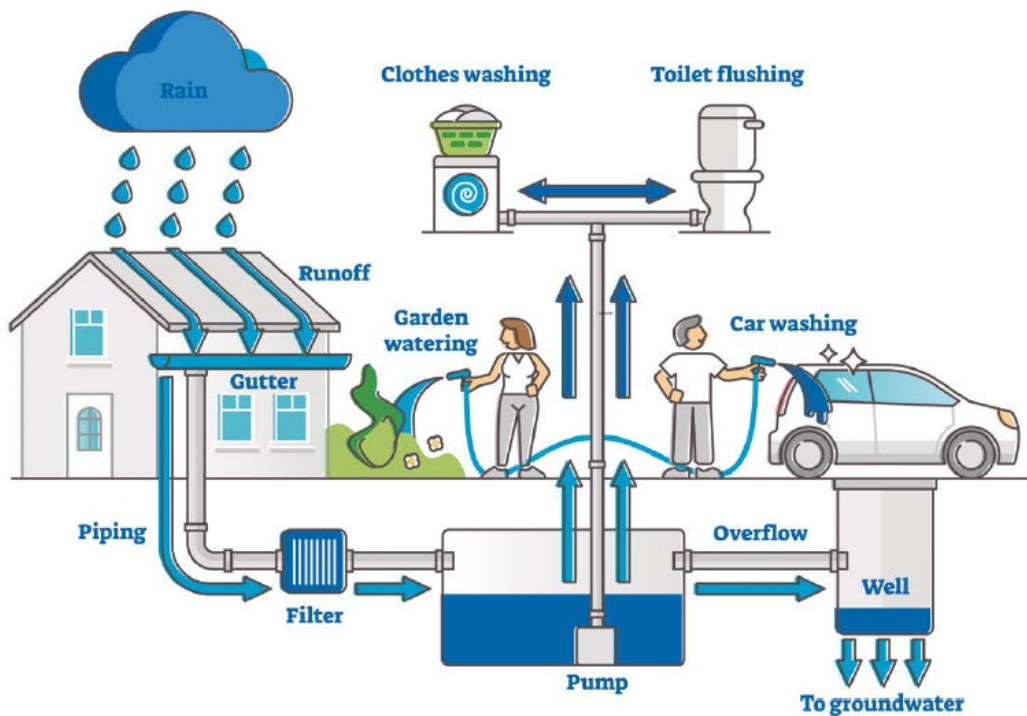 Rain
Clothes washing
Toilet flushing
Runoff
Garden
watering
Car washing
Gutter
Piping
Filter
Overflow
Well
Pump
To groundwater